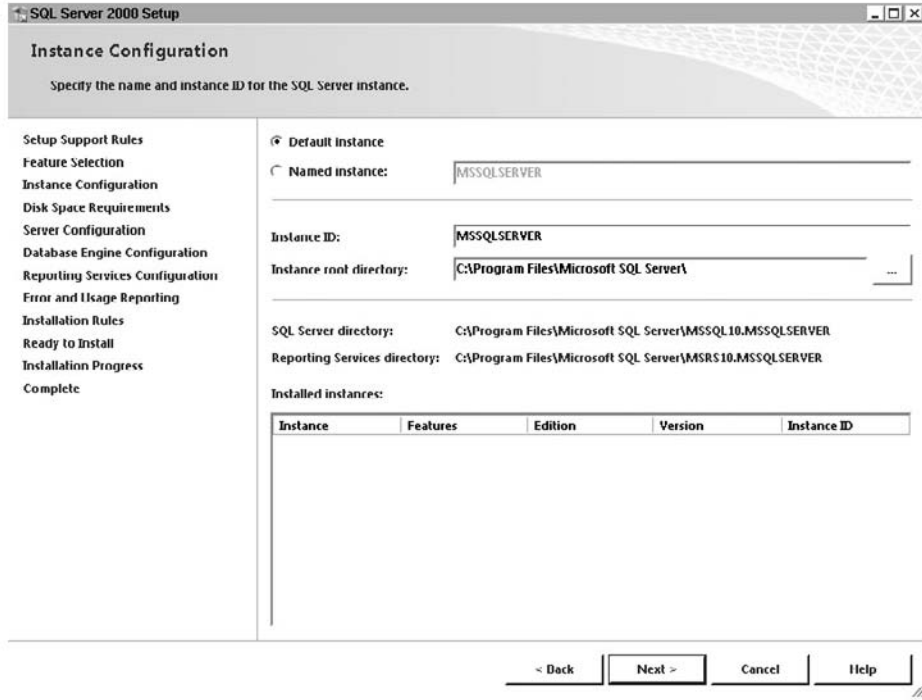 SQL Server 2000 Setup
Instance Configuration
Specify the name and instance ID for the SQL Server instance.
Setup Support Rules
Feature Selection
Instance Configuration
Disk Space Requirements
Server Configuration
Database Engine Configuration
Reporting Services Configuration
Error and Usage Reporting
Installation Rules
Ready to Install
Installation Progress
Complete
Default instance
Named instance: MSSQLSERVER
Instance ID: MSSQLSERVER
Instance root directory: C:\Program Files\Microsoft SQL Server\ ...
SQL Server directory: C:\Program Files\Microsoft SQL Server\MSSQL10.MSSQLSERVER
Reporting Services directory: C:\Program Files\Microsoft SQL Server\MSRS10.MSSQLSERVER
Installed instances:
Instance Features Edition Version Instance ID
< Back Next > Cancel Help